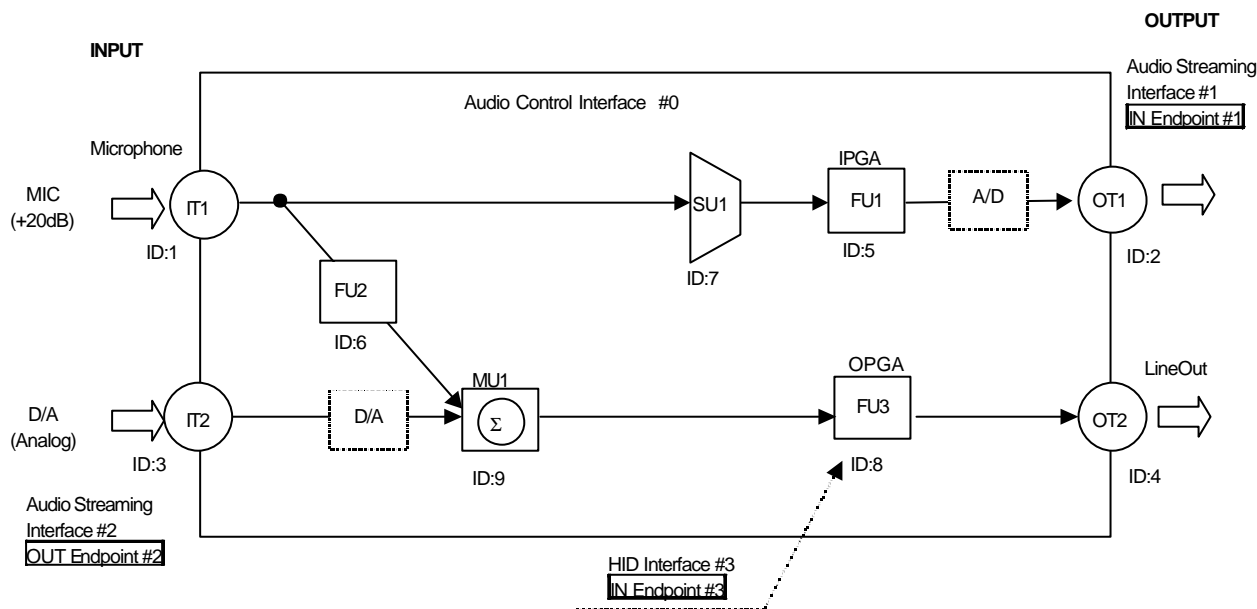 OUTPUT
INPUT
Audio Streaming
Interface #1
IN Endpoint #1
Audio Control Interface #0
Microphone
MIC
(+20dB)
IT1
ID:1
SU1
ID:7
IPGA
FU1
ID:5
A/D
OT1
ID:2
FU2
ID:6
MU1
Σ
ID:9
D/A
(Analog)
IT2
ID:3
D/A
OPGA
FU3
ID:8
LineOut
OT2
ID:4
Audio Streaming
Interface #2
OUT Endpoint #2
HID Interface #3
IN Endpoint #3